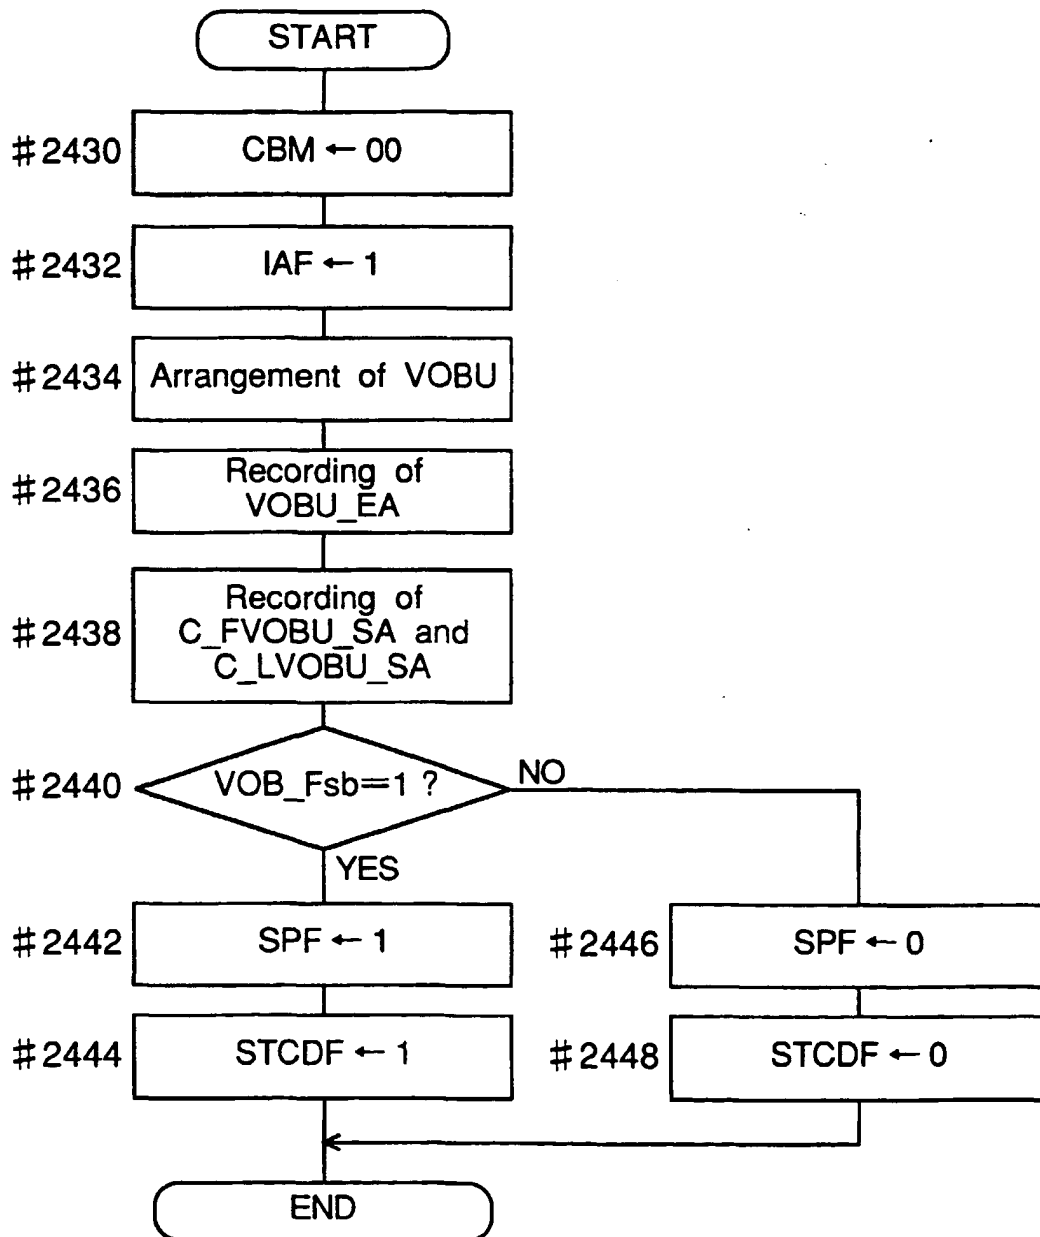 START
#2430
CBM ← 00
#2432
IAF ← 1
#2434
Arrangement of VOBU
#2436
Recording of
VOBU_EA
#2438
Recording of
C_FVOBU_SA and
C_LVOBU_SA
#2440
VOB_Fsb=1 ?
NO
YES
#2442
SPF ← 1
#2446
SPF ← 0
#2444
STCDF ← 1
#2448
STCDF ← 0
END